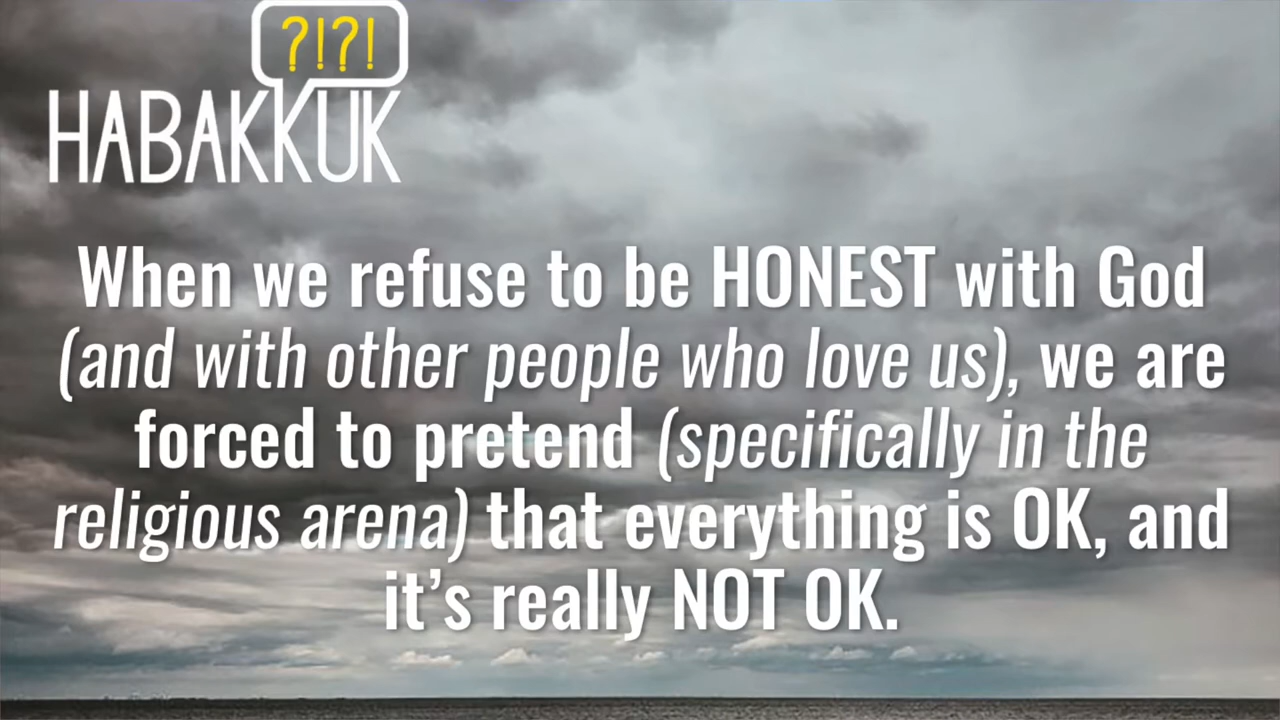 ?!?!
HABAKKUK
When we refuse to be HONEST with God
(and with other people who love us), we are
forced to pretend (specifically in the
religious arena) that everything is OK, and
it’s really NOT OK.